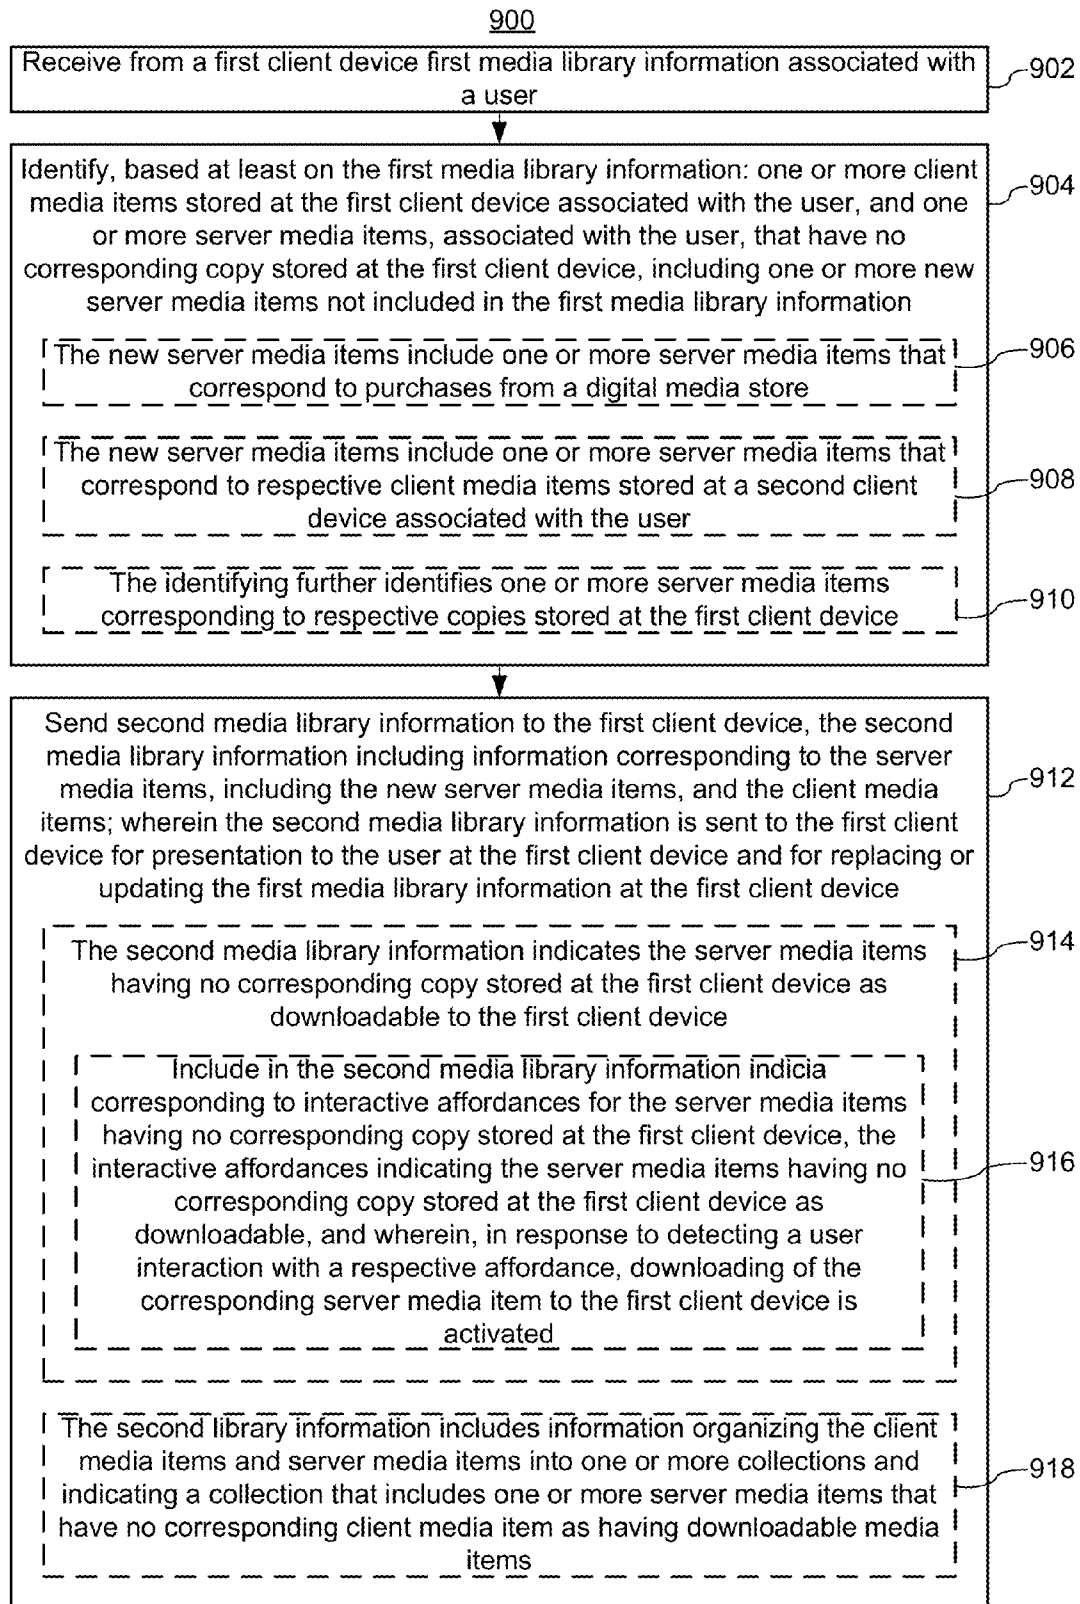 900
Receive from a first client device first media library information associated with
a user
902
Identify, based at least on the first media library information: one or more client
media items stored at the first client device associated with the user, and one
or more server media items, associated with the user, that have no
corresponding copy stored at the first client device, including one or more new
server media items not included in the first media library information
904
The new server media items include one or more server media items that
correspond to purchases from a digital media store
906
The new server media items include one or more server media items that
correspond to respective client media items stored at a second client
device associated with the user
908
The identifying further identifies one or more server media items
corresponding to respective copies stored at the first client device
910
Send second media library information to the first client device, the second
media library information including information corresponding to the server
media items, including the new server media items, and the client media
items; wherein the second media library information is sent to the first client
device for presentation to the user at the first client device and for replacing or
updating the first media library information at the first client device
912
The second media library information indicates the server media items
having no corresponding copy stored at the first client device as
downloadable to the first client device
914
Include in the second media library information indicia
corresponding to interactive affordances for the server media items
having no corresponding copy stored at the first client device, the
interactive affordances indicating the server media items having no
corresponding copy stored at the first client device as
downloadable, and wherein, in response to detecting a user
interaction with a respective affordance, downloading of the
corresponding server media item to the first client device is
activated
916
The second library information includes information organizing the client
media items and server media items into one or more collections and
indicating a collection that includes one or more server media items that
have no corresponding client media item as having downloadable media
items
918